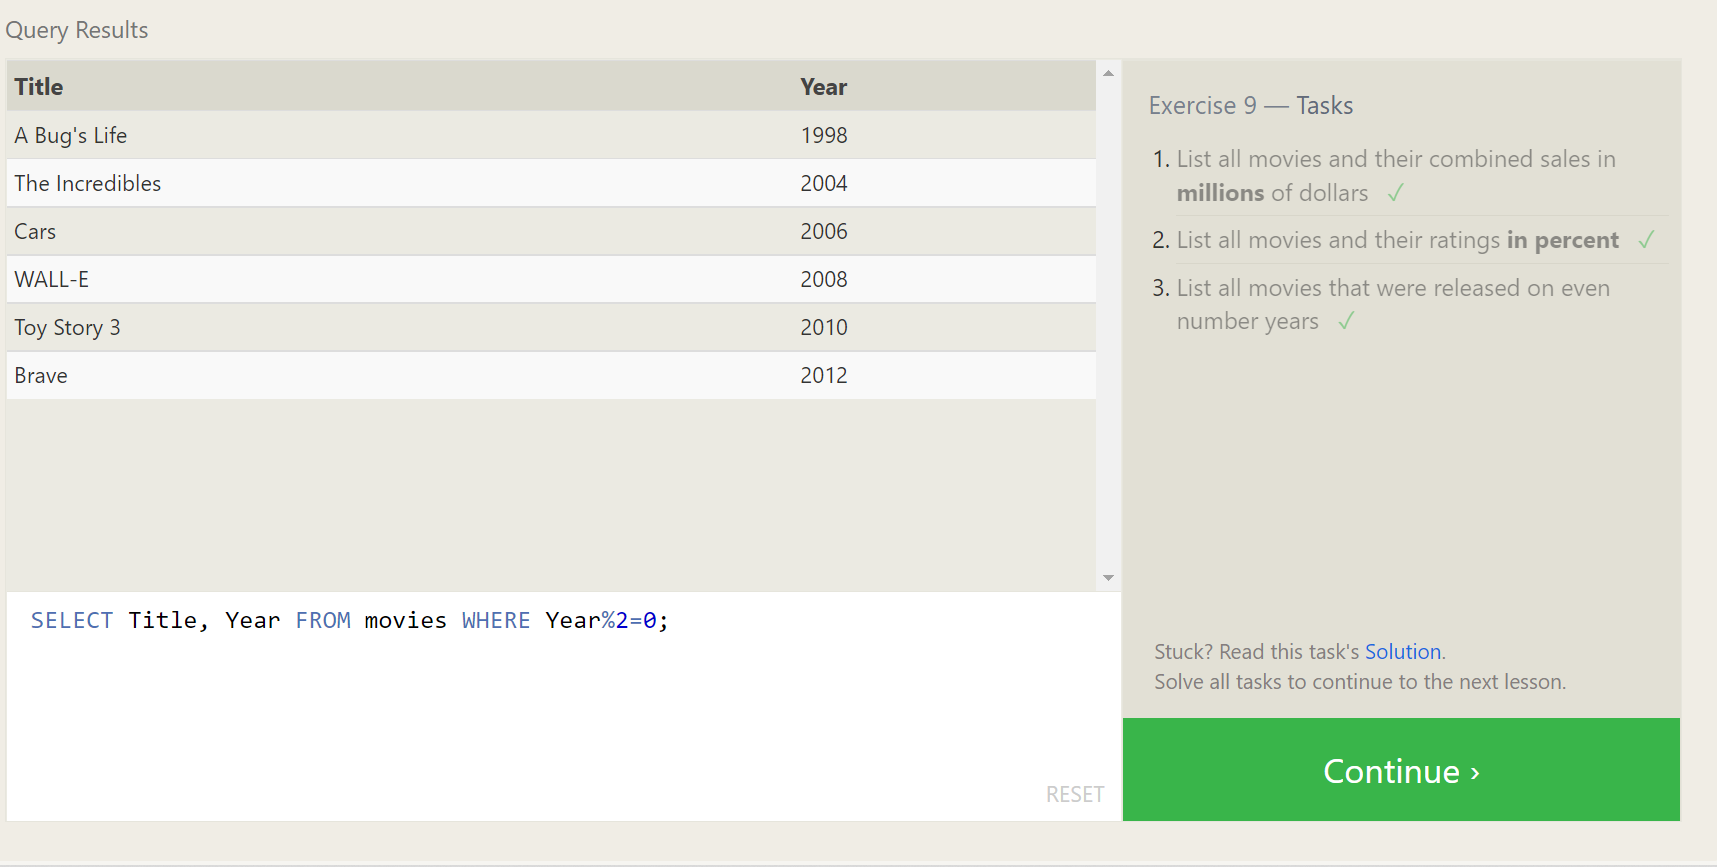 Query Results
Title Year
A Bug's Life 1998
The Incredibles 2004
Cars 2006
WALL-E 2008
Toy Story 3 2010
Brave 2012
SELECT Title, Year FROM movies WHERE Year%2=0;
RESET
Exercise 9 — Tasks
1. List all movies and their combined sales in
millions of dollars ✓
2. List all movies and their ratings in percent ✓
3. List all movies that were released on even
number years ✓
Stuck? Read this task's Solution.
Solve all tasks to continue to the next lesson.
Continue ›